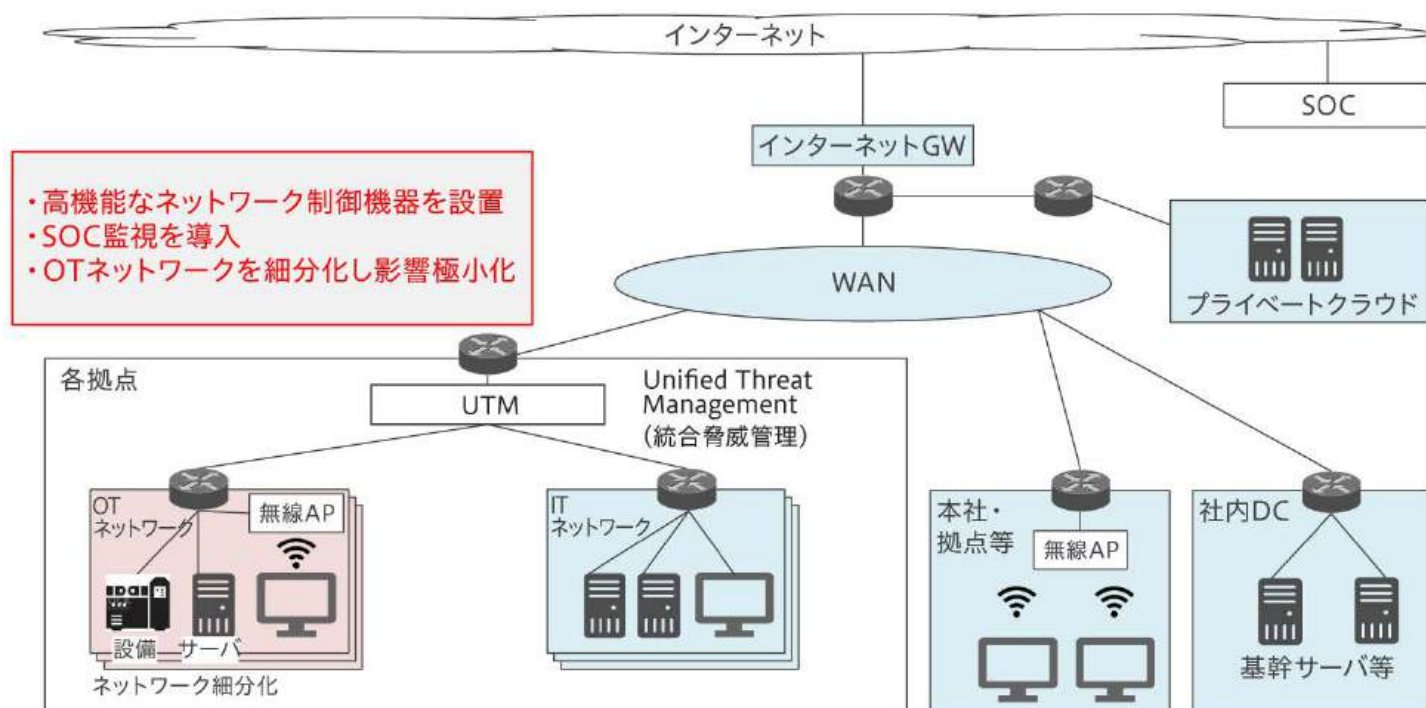 インターネット
SOC
インターネットGW
・高機能なネットワーク制御機器を設置
・SOC監視を導入
・OTネットワークを細分化し影響極小化
WAN
プライベートクラウド
各拠点
UTM
Unified Threat
Management
(統合脅威管理)
OT
ネットワーク
無線AP
設備
サーバ
ネットワーク細分化
IT
ネットワーク
本社・
拠点等
無線AP
社内DC
基幹サーバ等